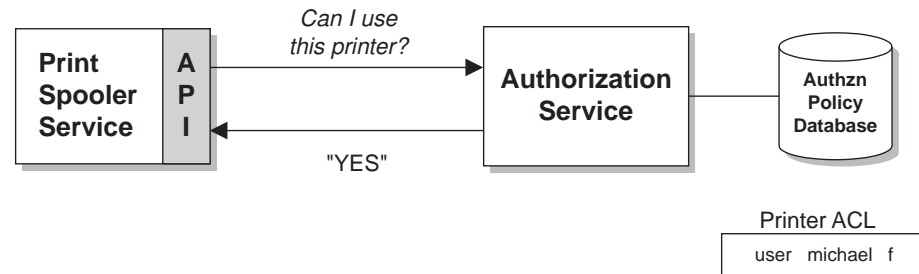 Can I use
this printer?
Print
Spooler
Service
A
P
I
Authorization
Service
Authzn
Policy
Database
"YES"
Printer ACL
user michael f